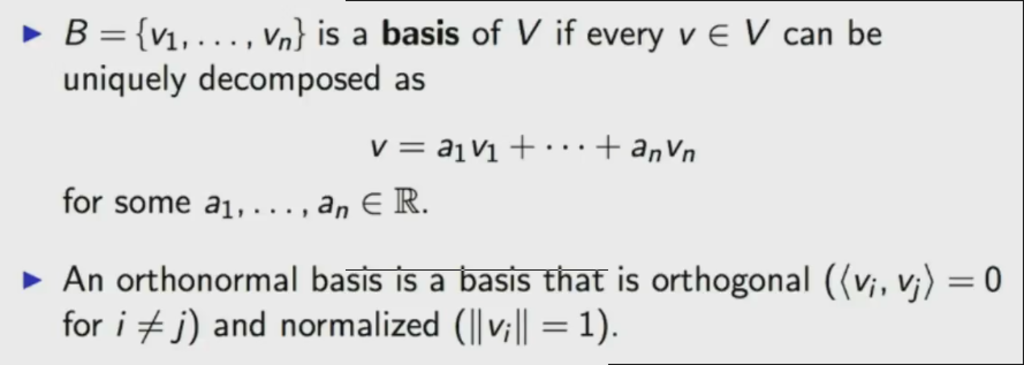 ▶ B = {v₁, . . . , vₙ} is a basis of V if every v ∈ V can be
uniquely decomposed as
v = a₁v₁ + · · · + aₙvₙ
for some a₁, . . . , aₙ ∈ ℝ.
▶ An orthonormal basis is a basis that is orthogonal (⟨vᵢ, vⱼ⟩ = 0
for i ≠ j) and normalized (‖vᵢ‖ = 1).